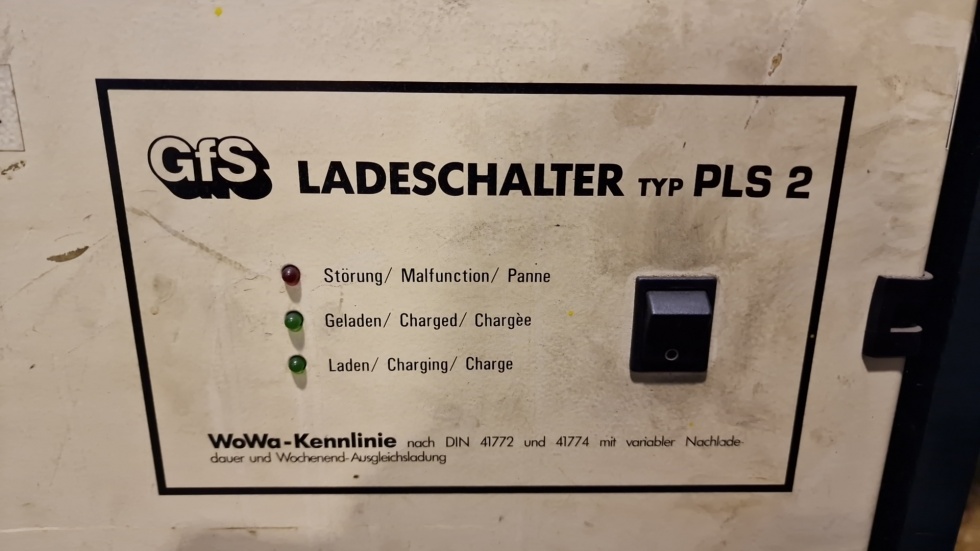 GfS LADESCHALTER TYP PLS 2
Störung/ Malfunction/ Panne
Geladen/ Charged/ Chargèe
Laden/ Charging/ Charge
WoWa-Kennlinie nach DIN 41772 und 41774 mit variabler Nachlade-
dauer und Wochenend-Ausgleichsladung